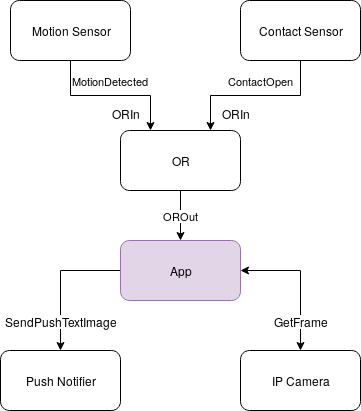 Motion Sensor
Contact Sensor
MotionDetected
ContactOpen
ORIn
ORIn
OR
OROut
App
SendPushTextImage
GetFrame
Push Notifier
IP Camera